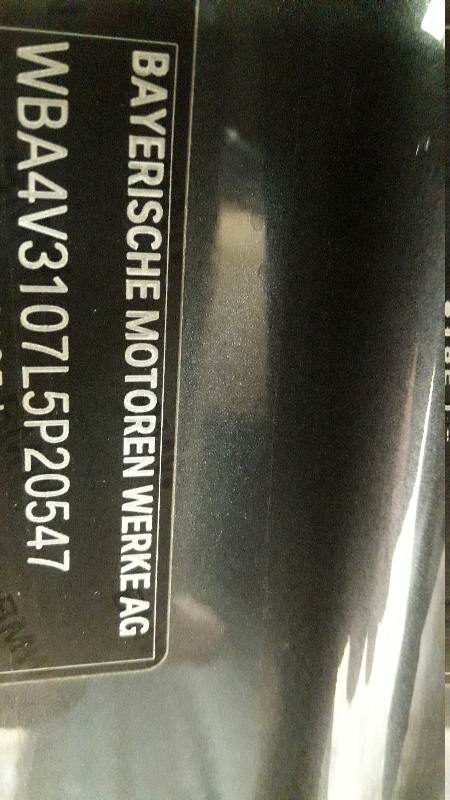 BAYERISCHE MOTOREN WERKE AG
WBA4V3107L5P20547